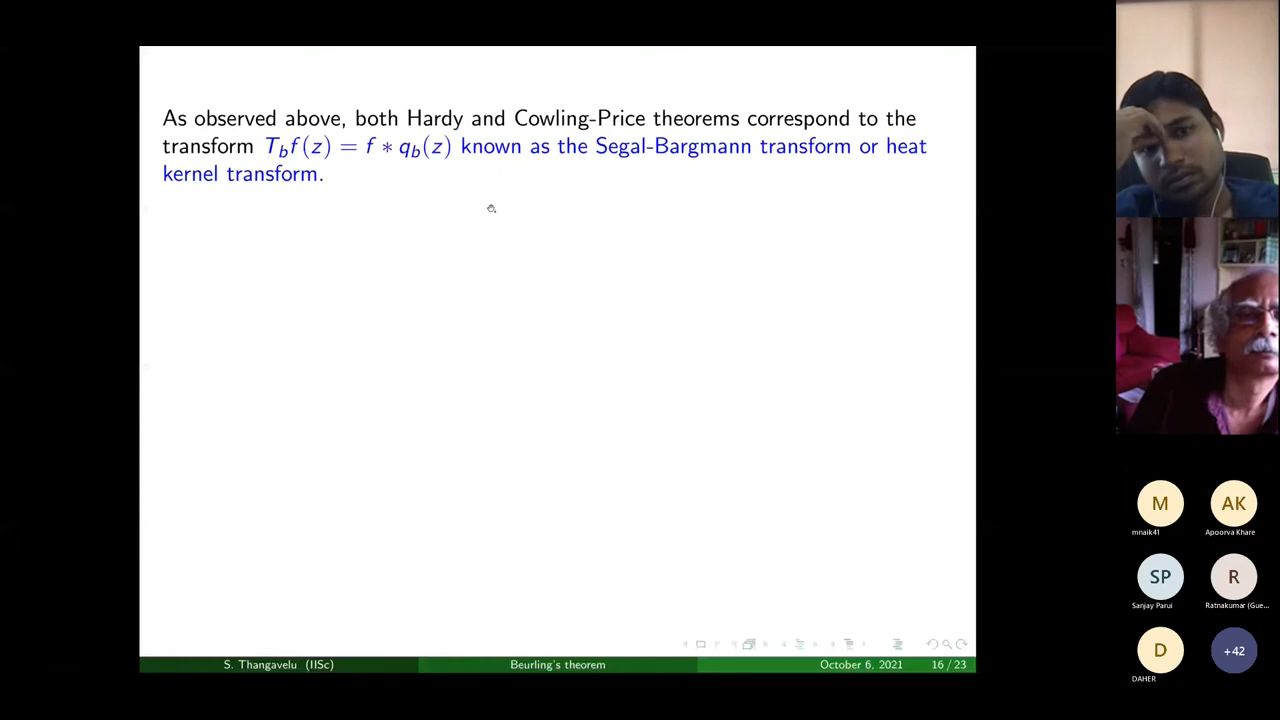 As observed above, both Hardy and Cowling-Price theorems correspond to the
transform T_b f(z) = f ∗ q_b(z) known as the Segal-Bargmann transform or heat
kernel transform.
M
AK
mnaik41
Apoorva Khare
SP
R
Sanjay Parui
Ratnakumar (Gue...
D
+42
DAHER
S. Thangavelu (IISc)
Beurling's theorem
October 6, 2021
16 / 23